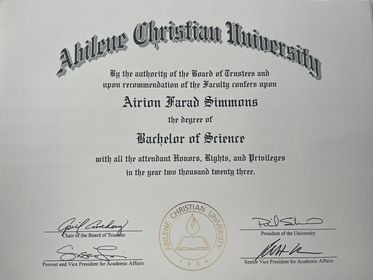 Abilene Christian University
By the authority of the Board of Trustees and
upon recommendation of the Faculty confers upon
Airion Farad Simmons
the degree of
Bachelor of Science
with all the attendant Honors, Rights, and Privileges
in the year two thousand twenty three.
Chair of the Board of Trustees
President of the University
Provost and Vice President for Academic Affairs
Senior Vice President for Academic Affairs
ABILENE CHRISTIAN UNIVERSITY
1906